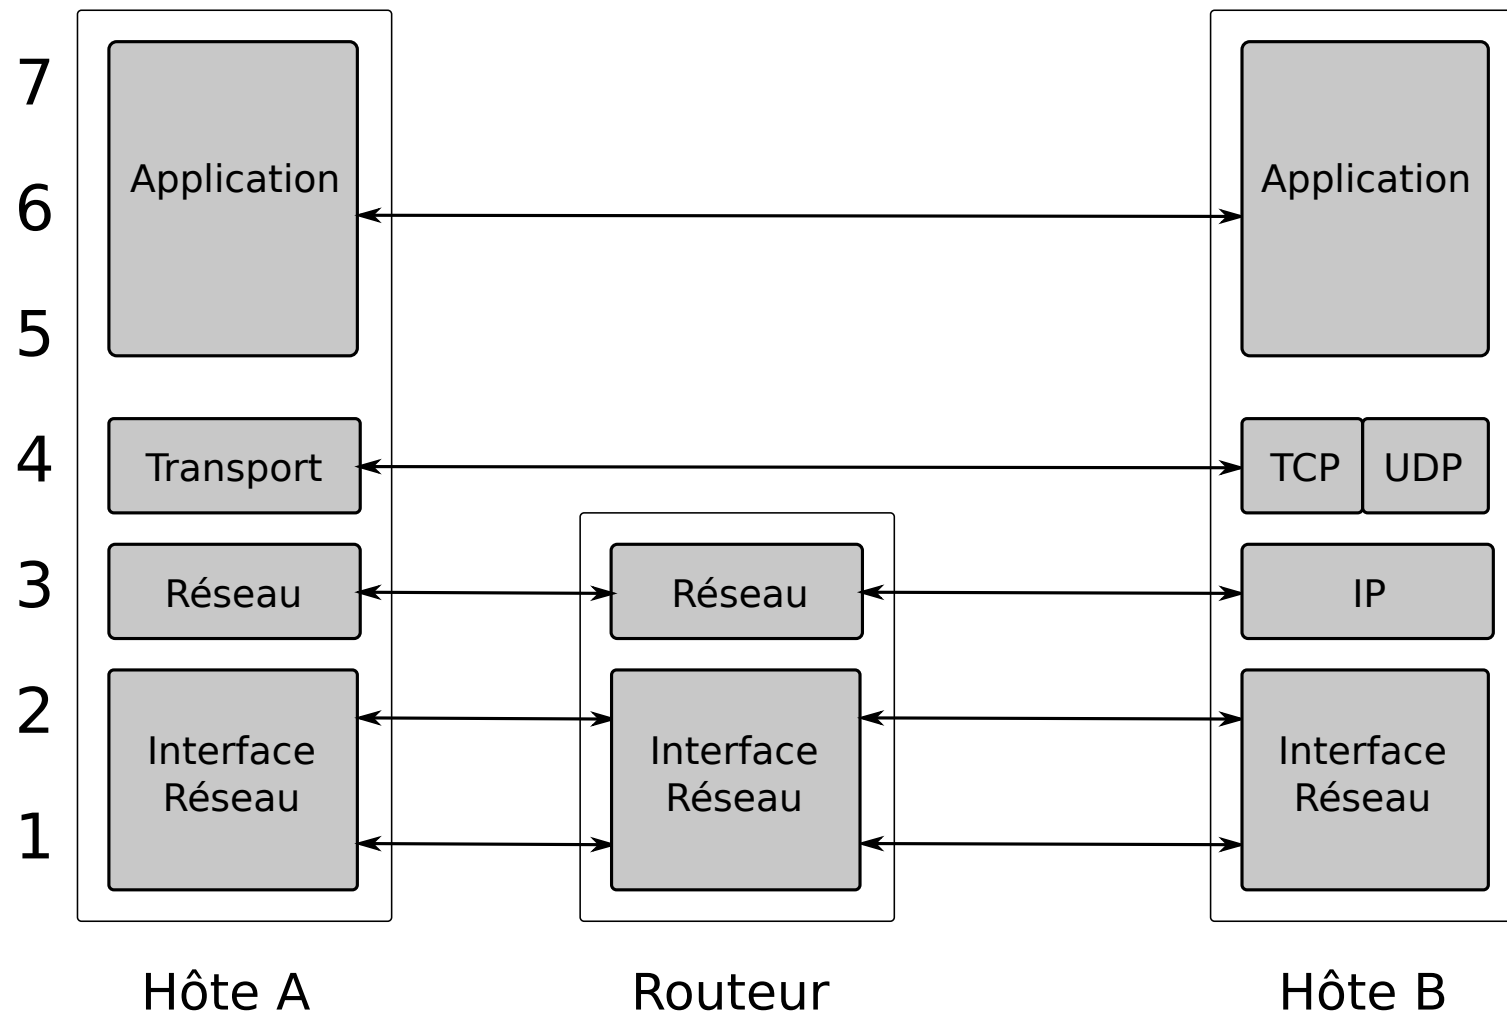 7
6
5
4
3
2
1
Application
Transport
Réseau
Interface
Réseau
Hôte A
Réseau
Interface
Réseau
Routeur
Application
TCP UDP
IP
Interface
Réseau
Hôte B